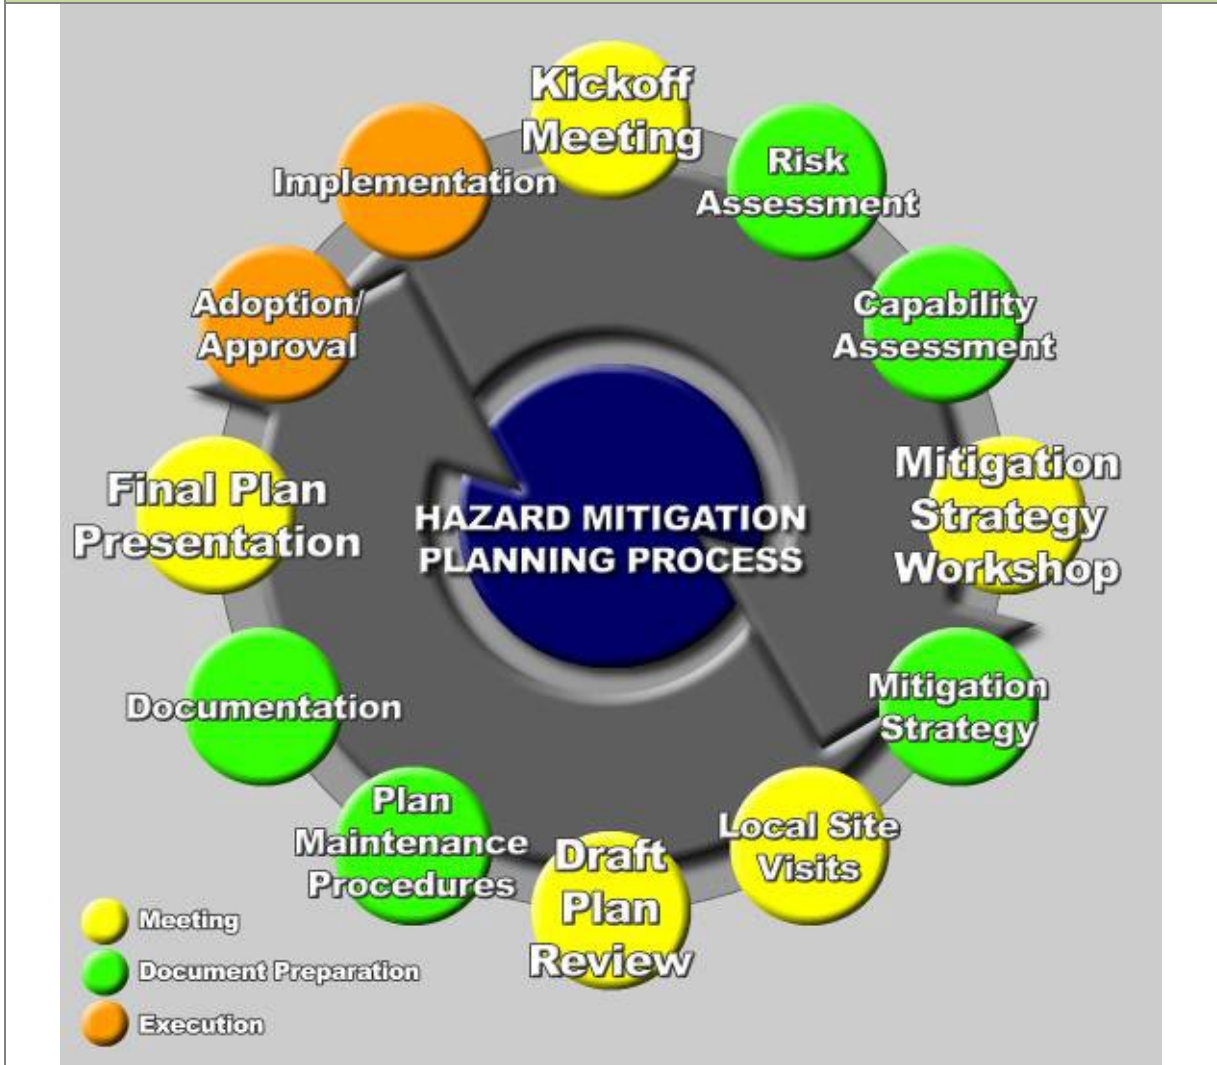 Kickoff
Meeting
Risk
Assessment
Capability
Assessment
Mitigation
Strategy
Workshop
Mitigation
Strategy
Local Site
Visits
Draft
Plan
Review
Plan
Maintenance
Procedures
Documentation
Final Plan
Presentation
Adoption/
Approval
Implementation
HAZARD MITIGATION
PLANNING PROCESS
Meeting
Document Preparation
Execution